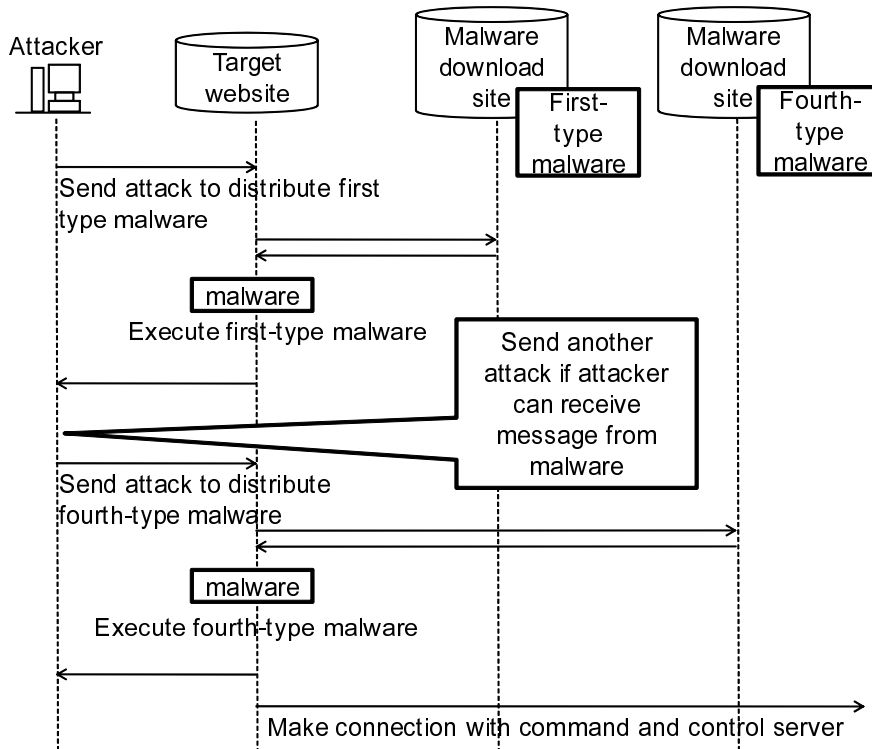 Attacker
Target
website
Malware
download
site
First-
type
malware
Malware
download
site
Fourth-
type
malware
Send attack to distribute first
type malware
malware
Execute first-type malware
Send another
attack if attacker
can receive
message from
malware
Send attack to distribute
fourth-type malware
malware
Execute fourth-type malware
Make connection with command and control server